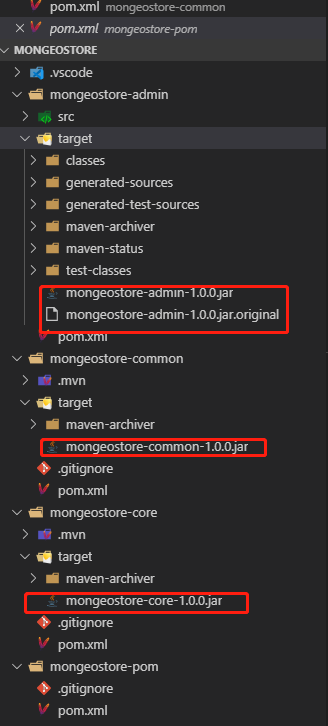 pom.xml mongeostore-common
pom.xml mongeostore-pom
MONGEOSTORE
.vscode
mongeostore-admin
src
target
classes
generated-sources
generated-test-sources
maven-archiver
maven-status
test-classes
mongeostore-admin-1.0.0.jar
mongeostore-admin-1.0.0.jar.original
pom.xml
mongeostore-common
.mvn
target
maven-archiver
mongeostore-common-1.0.0.jar
.gitignore
pom.xml
mongeostore-core
.mvn
target
maven-archiver
mongeostore-core-1.0.0.jar
.gitignore
pom.xml
mongeostore-pom
.gitignore
pom.xml